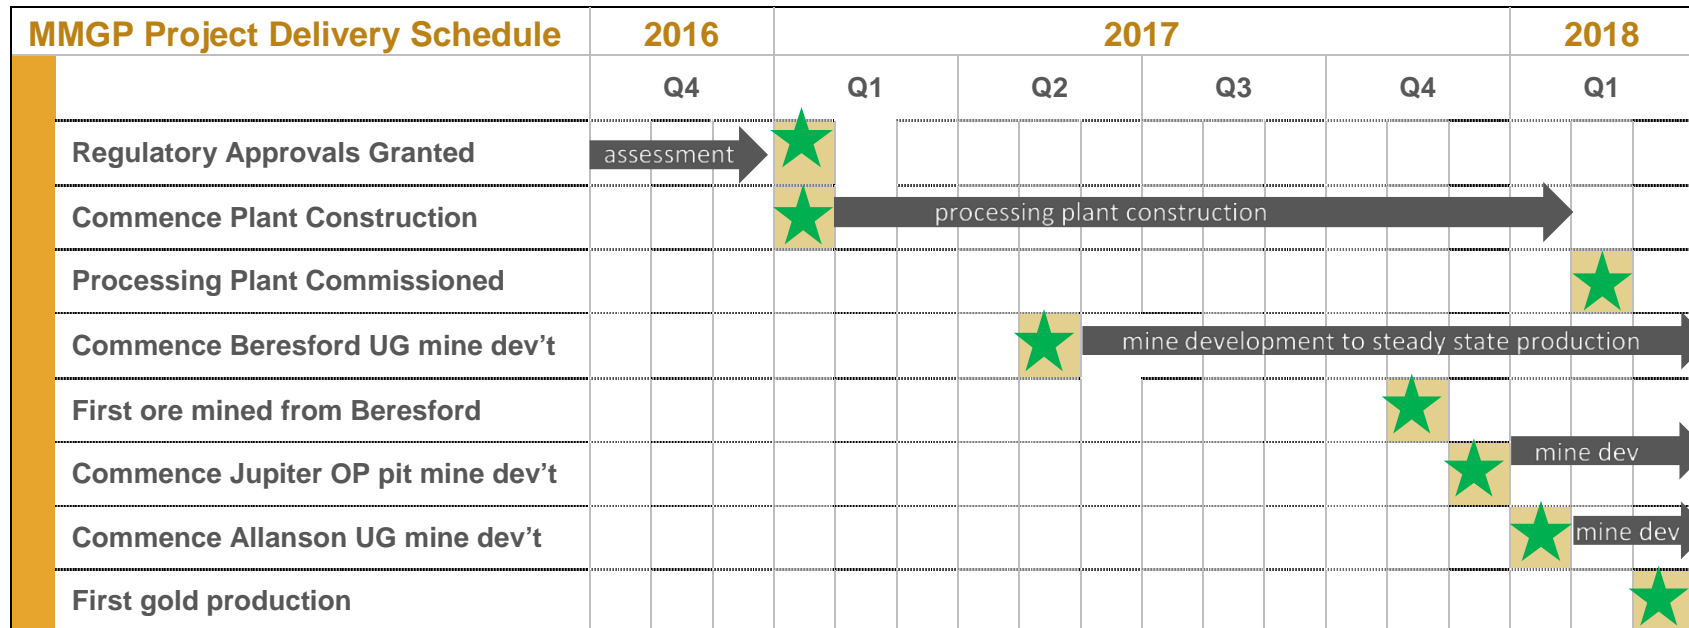 MMGP Project Delivery Schedule 2016 2017 2018
Q4 Q1 Q2 Q3 Q4 Q1
Regulatory Approvals Granted assessment
Commence Plant Construction processing plant construction
Processing Plant Commissioned
Commence Beresford UG mine dev’t mine development to steady state production
First ore mined from Beresford
mine dev
Commence Jupiter OP pit mine dev’t
Commence Allanson UG mine dev’t mine dev
First gold production